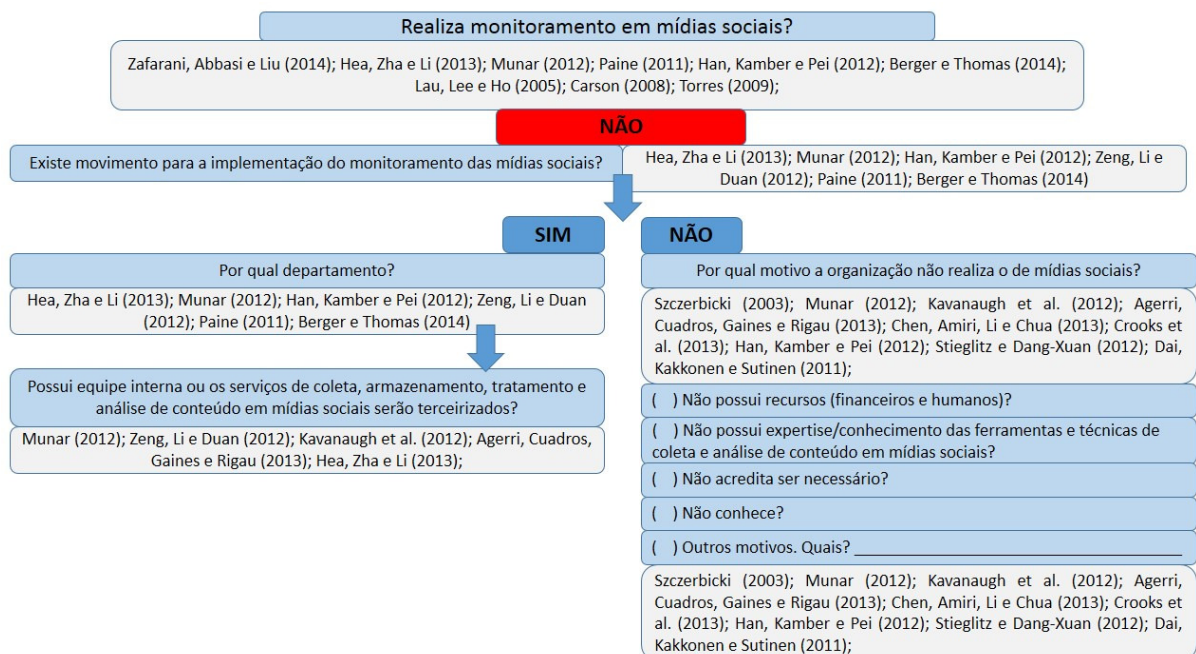 Realiza monitoramento em mídias sociais?
Zafarani, Abbasi e Liu (2014); Hea, Zha e Li (2013); Munar (2012); Paine (2011); Han, Kamber e Pei (2012); Berger e Thomas (2014);
Lau, Lee e Ho (2005); Carson (2008); Torres (2009);
NÃO
Existe movimento para a implementação do monitoramento das mídias sociais?
Hea, Zha e Li (2013); Munar (2012); Han, Kamber e Pei (2012); Zeng, Li e
Duan (2012); Paine (2011); Berger e Thomas (2014)
SIM
Por qual departamento?
Hea, Zha e Li (2013); Munar (2012); Han, Kamber e Pei (2012); Zeng, Li e Duan
(2012); Paine (2011); Berger e Thomas (2014)
Possui equipe interna ou os serviços de coleta, armazenamento, tratamento e
análise de conteúdo em mídias sociais serão terceirizados?
Munar (2012); Zeng, Li e Duan (2012); Kavanaugh et al. (2012); Agerri, Cuadros,
Gaines e Rigau (2013); Hea, Zha e Li (2013);
NÃO
Por qual motivo a organização não realiza o de mídias sociais?
Szczerbicki (2003); Munar (2012); Kavanaugh et al. (2012); Agerri,
Cuadros, Gaines e Rigau (2013); Chen, Amiri, Li e Chua (2013); Crooks et
al. (2013); Han, Kamber e Pei (2012); Stieglitz e Dang-Xuan (2012); Dai,
Kakkonen e Sutinen (2011);
( ) Não possui recursos (financeiros e humanos)?
( ) Não possui expertise/conhecimento das ferramentas e técnicas de
coleta e análise de conteúdo em mídias sociais?
( ) Não acredita ser necessário?
( ) Não conhece?
( ) Outros motivos. Quais? ___________________________________
Szczerbicki (2003); Munar (2012); Kavanaugh et al. (2012); Agerri,
Cuadros, Gaines e Rigau (2013); Chen, Amiri, Li e Chua (2013); Crooks et
al. (2013); Han, Kamber e Pei (2012); Stieglitz e Dang-Xuan (2012); Dai,
Kakkonen e Sutinen (2011);